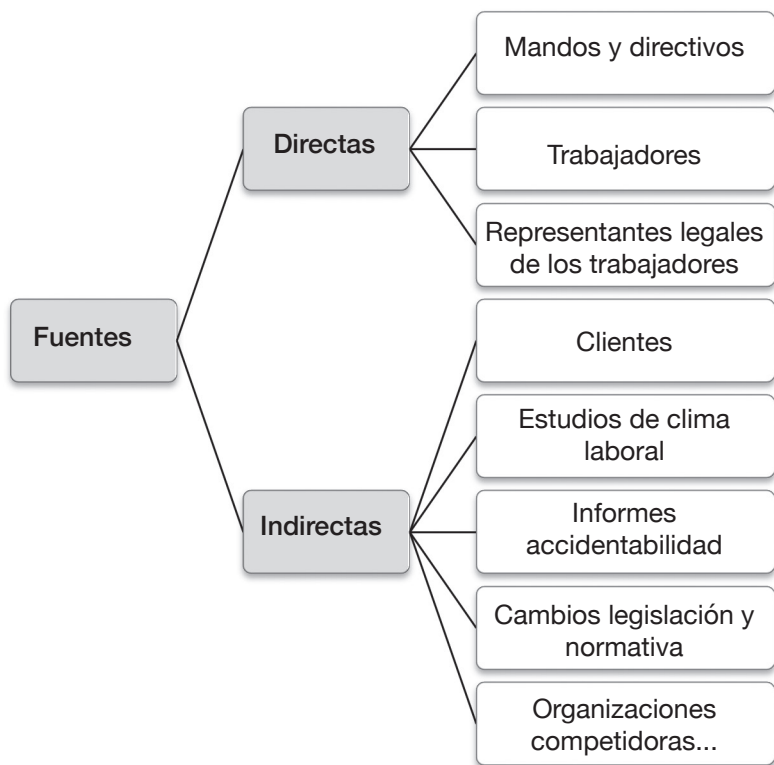 Fuentes
Directas
Mandos y directivos
Trabajadores
Representantes legales
de los trabajadores
Indirectas
Clientes
Estudios de clima
laboral
Informes
accidentabilidad
Cambios legislación y
normativa
Organizaciones
competidoras...